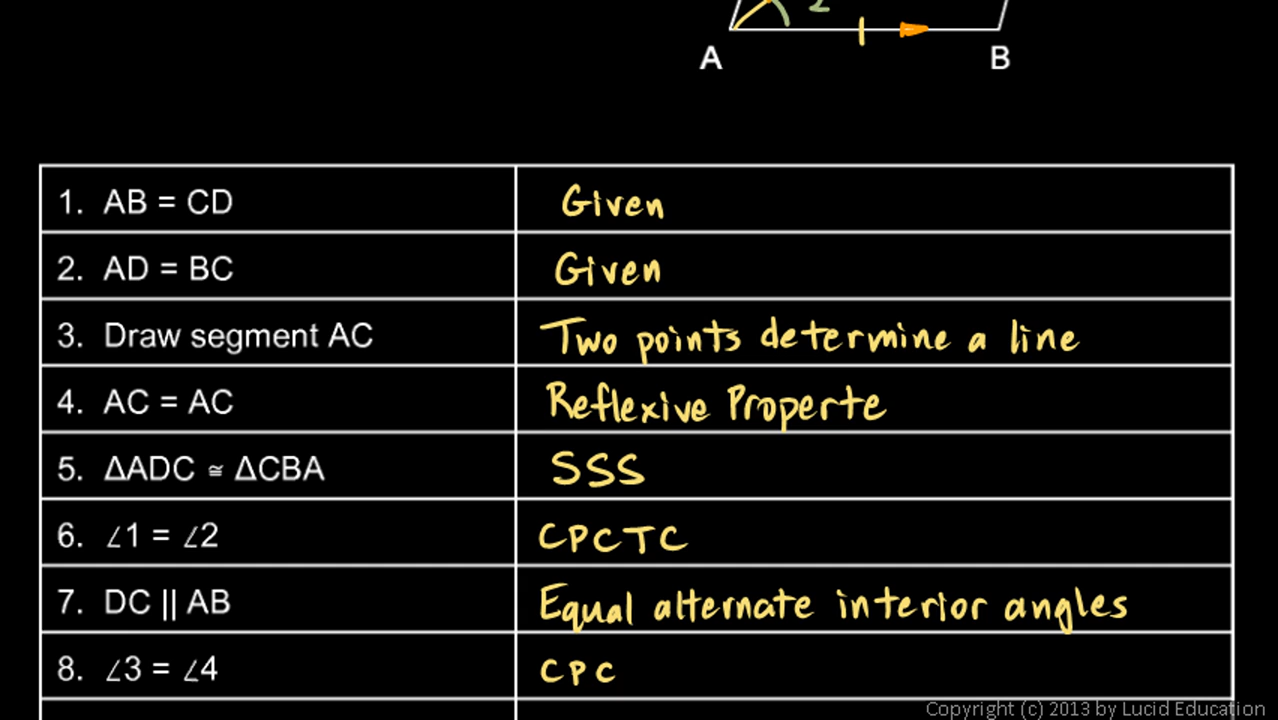 2
A B
1. AB = CD Given
2. AD = BC Given
3. Draw segment AC Two points determine a line
4. AC = AC Reflexive Properte
5. ΔADC ≅ ΔCBA SSS
6. ∠1 = ∠2 CPCTC
7. DC || AB Equal alternate interior angles
8. ∠3 = ∠4 CPC
Copyright (c) 2013 by Lucid Education